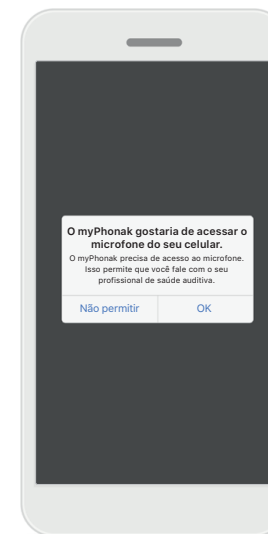 O myPhonak gostaria de acessar o
microfone do seu celular.
O myPhonak precisa de acesso ao microfone.
Isso permite que você fale com o seu
profissional de saúde auditiva.
Não permitir OK